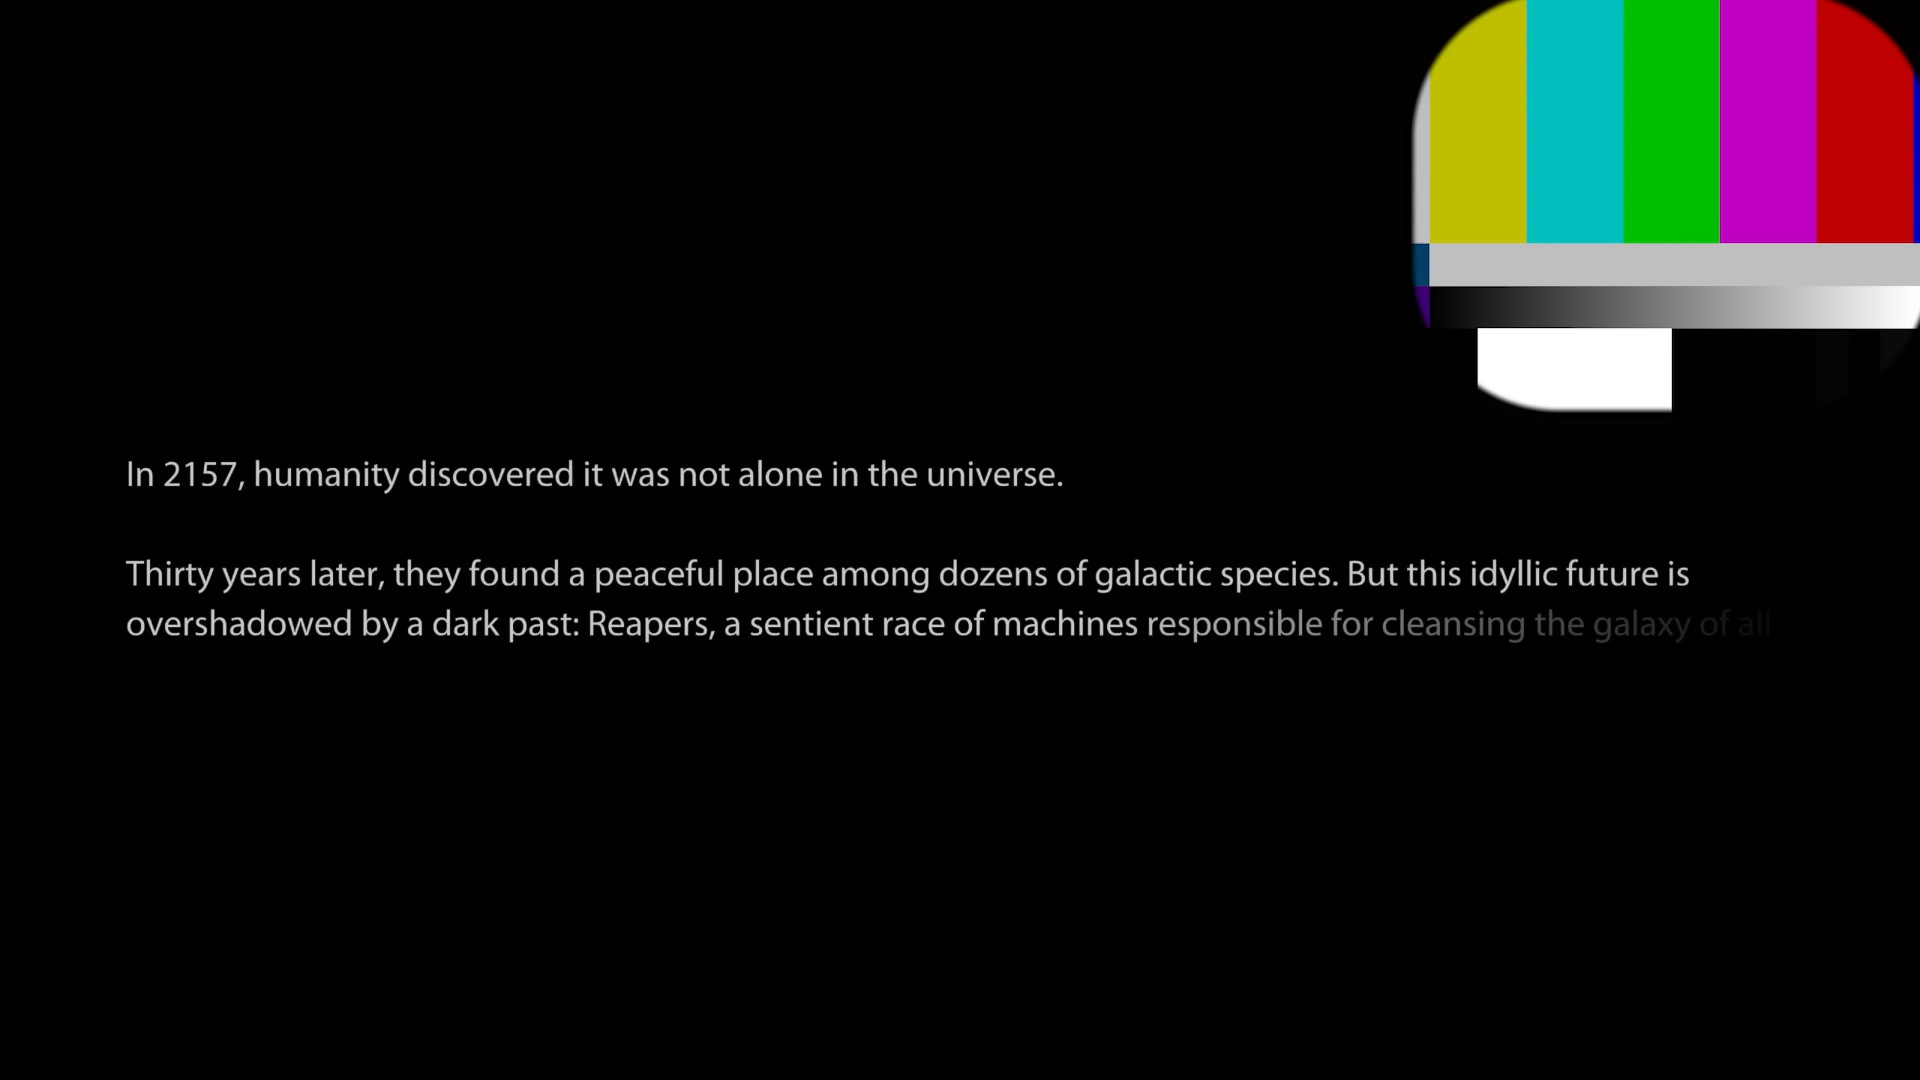 In 2157, humanity discovered it was not alone in the universe.
Thirty years later, they found a peaceful place among dozens of galactic species. But this idyllic future is
overshadowed by a dark past: Reapers, a sentient race of machines responsible for cleansing the galaxy of all